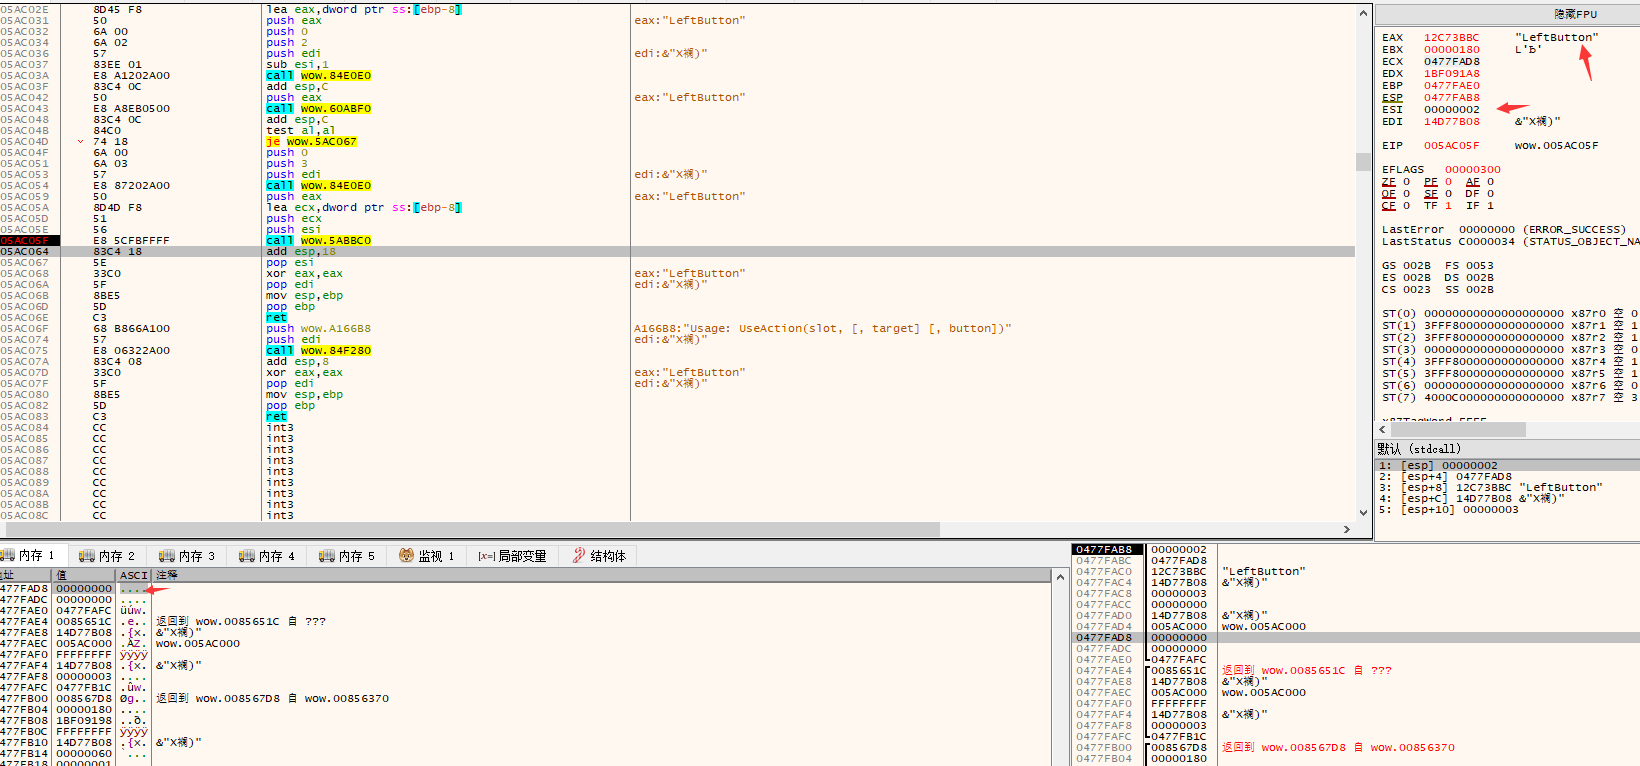 05AC02E 8D45 F8 lea eax,dword ptr ss:[ebp-8]
05AC031 50 push eax eax:"LeftButton"
05AC032 6A 00 push 0
05AC034 6A 02 push 2
05AC036 57 push edi edi:&"X襕)"
05AC037 83EE 01 sub esi,1
05AC03A E8 A1202A00 call wow.84E0E0
05AC03F 83C4 0C add esp,C
05AC042 50 push eax eax:"LeftButton"
05AC043 E8 A8EB0500 call wow.60ABF0
05AC048 83C4 0C add esp,C
05AC04B 84C0 test al,al
05AC04D 74 18 je wow.5AC067
05AC04F 6A 00 push 0
05AC051 6A 03 push 3
05AC053 57 push edi edi:&"X襕)"
05AC054 E8 87202A00 call wow.84E0E0
05AC059 50 push eax eax:"LeftButton"
05AC05A 8D4D F8 lea ecx,dword ptr ss:[ebp-8]
05AC05D 51 push ecx
05AC05E 56 push esi
05AC05F E8 5CFBFFFF call wow.5ABBC0
05AC064 83C4 18 add esp,18
05AC067 5E pop esi
05AC068 33C0 xor eax,eax eax:"LeftButton"
05AC06A 5F pop edi edi:&"X襕)"
05AC06B 8BE5 mov esp,ebp
05AC06D 5D pop ebp
05AC06E C3 ret
05AC06F 68 B866A100 push wow.A166B8 A166B8:"Usage: UseAction(slot, [, target] [, button])"
05AC074 57 push edi edi:&"X襕)"
05AC075 E8 06322A00 call wow.84F280
05AC07A 83C4 08 add esp,8
05AC07D 33C0 xor eax,eax eax:"LeftButton"
05AC07F 5F pop edi edi:&"X襕)"
05AC080 8BE5 mov esp,ebp
05AC082 5D pop ebp
05AC083 C3 ret
05AC084 CC int3
05AC085 CC int3
05AC086 CC int3
05AC087 CC int3
05AC088 CC int3
05AC089 CC int3
05AC08A CC int3
05AC08B CC int3
05AC08C CC int3
隐藏FPU
EAX 12C73BBC "LeftButton"
EBX 00000180 L'ƀ'
ECX 0477FAD8
EDX 1BF091A8
EBP 0477FAE0
ESP 0477FAB8
ESI 00000002
EDI 14D77B08 &"X襕)"
EIP 005AC05F wow.005AC05F
EFLAGS 00000300
ZF 0 PF 0 AF 0
OF 0 SF 0 DF 0
CF 0 TF 1 IF 1
LastError 00000000 (ERROR_SUCCESS)
LastStatus C0000034 (STATUS_OBJECT_NA
GS 002B FS 0053
ES 002B DS 002B
CS 0023 SS 002B
ST(0) 00000000000000000000 x87r0 空 0
ST(1) 3FFF8000000000000000 x87r1 空 1
ST(2) 3FFF8000000000000000 x87r2 空 1
ST(3) 00000000000000000000 x87r3 空 0
ST(4) 3FFF8000000000000000 x87r4 空 1
ST(5) 3FFF8000000000000000 x87r5 空 1
ST(6) 00000000000000000000 x87r6 空 0
ST(7) 4000C000000000000000 x87r7 空 3
x87TagWord FFFF
默认 (stdcall)
1: [esp] 00000002
2: [esp+4] 0477FAD8
3: [esp+8] 12C73BBC "LeftButton"
4: [esp+C] 14D77B08 &"X襕)"
5: [esp+10] 00000003
内存 1 内存 2 内存 3 内存 4 内存 5 监视 1 [x=] 局部变量 结构体
址 值 ASCI 注释
477FAD8 00000000 ....
477FADC 00000000 ....
477FAE0 0477FAFC üúw.
477FAE4 0085651C .e.. 返回到 wow.0085651C 自 ???
477FAE8 14D77B08 .{x. &"X襕)"
477FAEC 005AC000 .ÀZ. wow.005AC000
477FAF0 FFFFFFFF ÿÿÿÿ
477FAF4 14D77B08 .{x. &"X襕)"
477FAF8 00000003 ....
477FAFC 0477FB1C .ûw.
477FB00 008567D8 Øg.. 返回到 wow.008567D8 自 wow.00856370
477FB04 00000180 ....
477FB08 1BF09198 ..ð.
477FB0C FFFFFFFF ÿÿÿÿ
477FB10 14D77B08 .{x. &"X襕)"
477FB14 00000060 `...
477FB18 00000001
0477FAB8 00000002
0477FABC 0477FAD8
0477FAC0 12C73BBC "LeftButton"
0477FAC4 14D77B08 &"X襕)"
0477FAC8 00000003
0477FACC 00000000
0477FAD0 14D77B08 &"X襕)"
0477FAD4 005AC000 wow.005AC000
0477FAD8 00000000
0477FADC 00000000
0477FAE0 0477FAFC
0477FAE4 0085651C 返回到 wow.0085651C 自 ???
0477FAE8 14D77B08 &"X襕)"
0477FAEC 005AC000 wow.005AC000
0477FAF0 FFFFFFFF
0477FAF4 14D77B08 &"X襕)"
0477FAF8 00000003
0477FAFC 0477FB1C
0477FB00 008567D8 返回到 wow.008567D8 自 wow.00856370
0477FB04 00000180